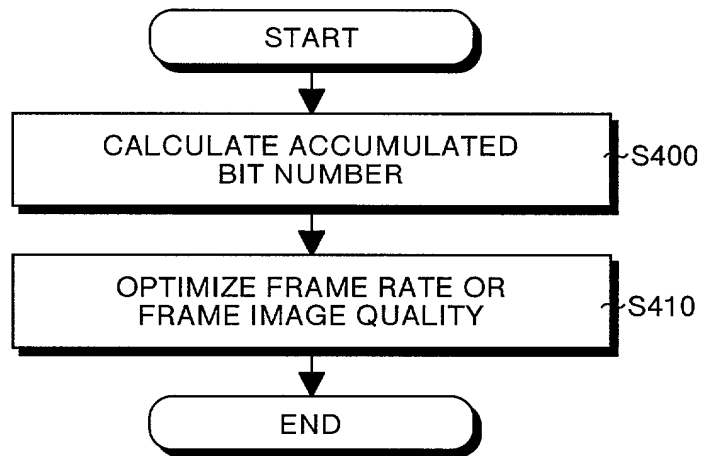 START
CALCULATE ACCUMULATED
BIT NUMBER
S400
OPTIMIZE FRAME RATE OR
FRAME IMAGE QUALITY
S410
END